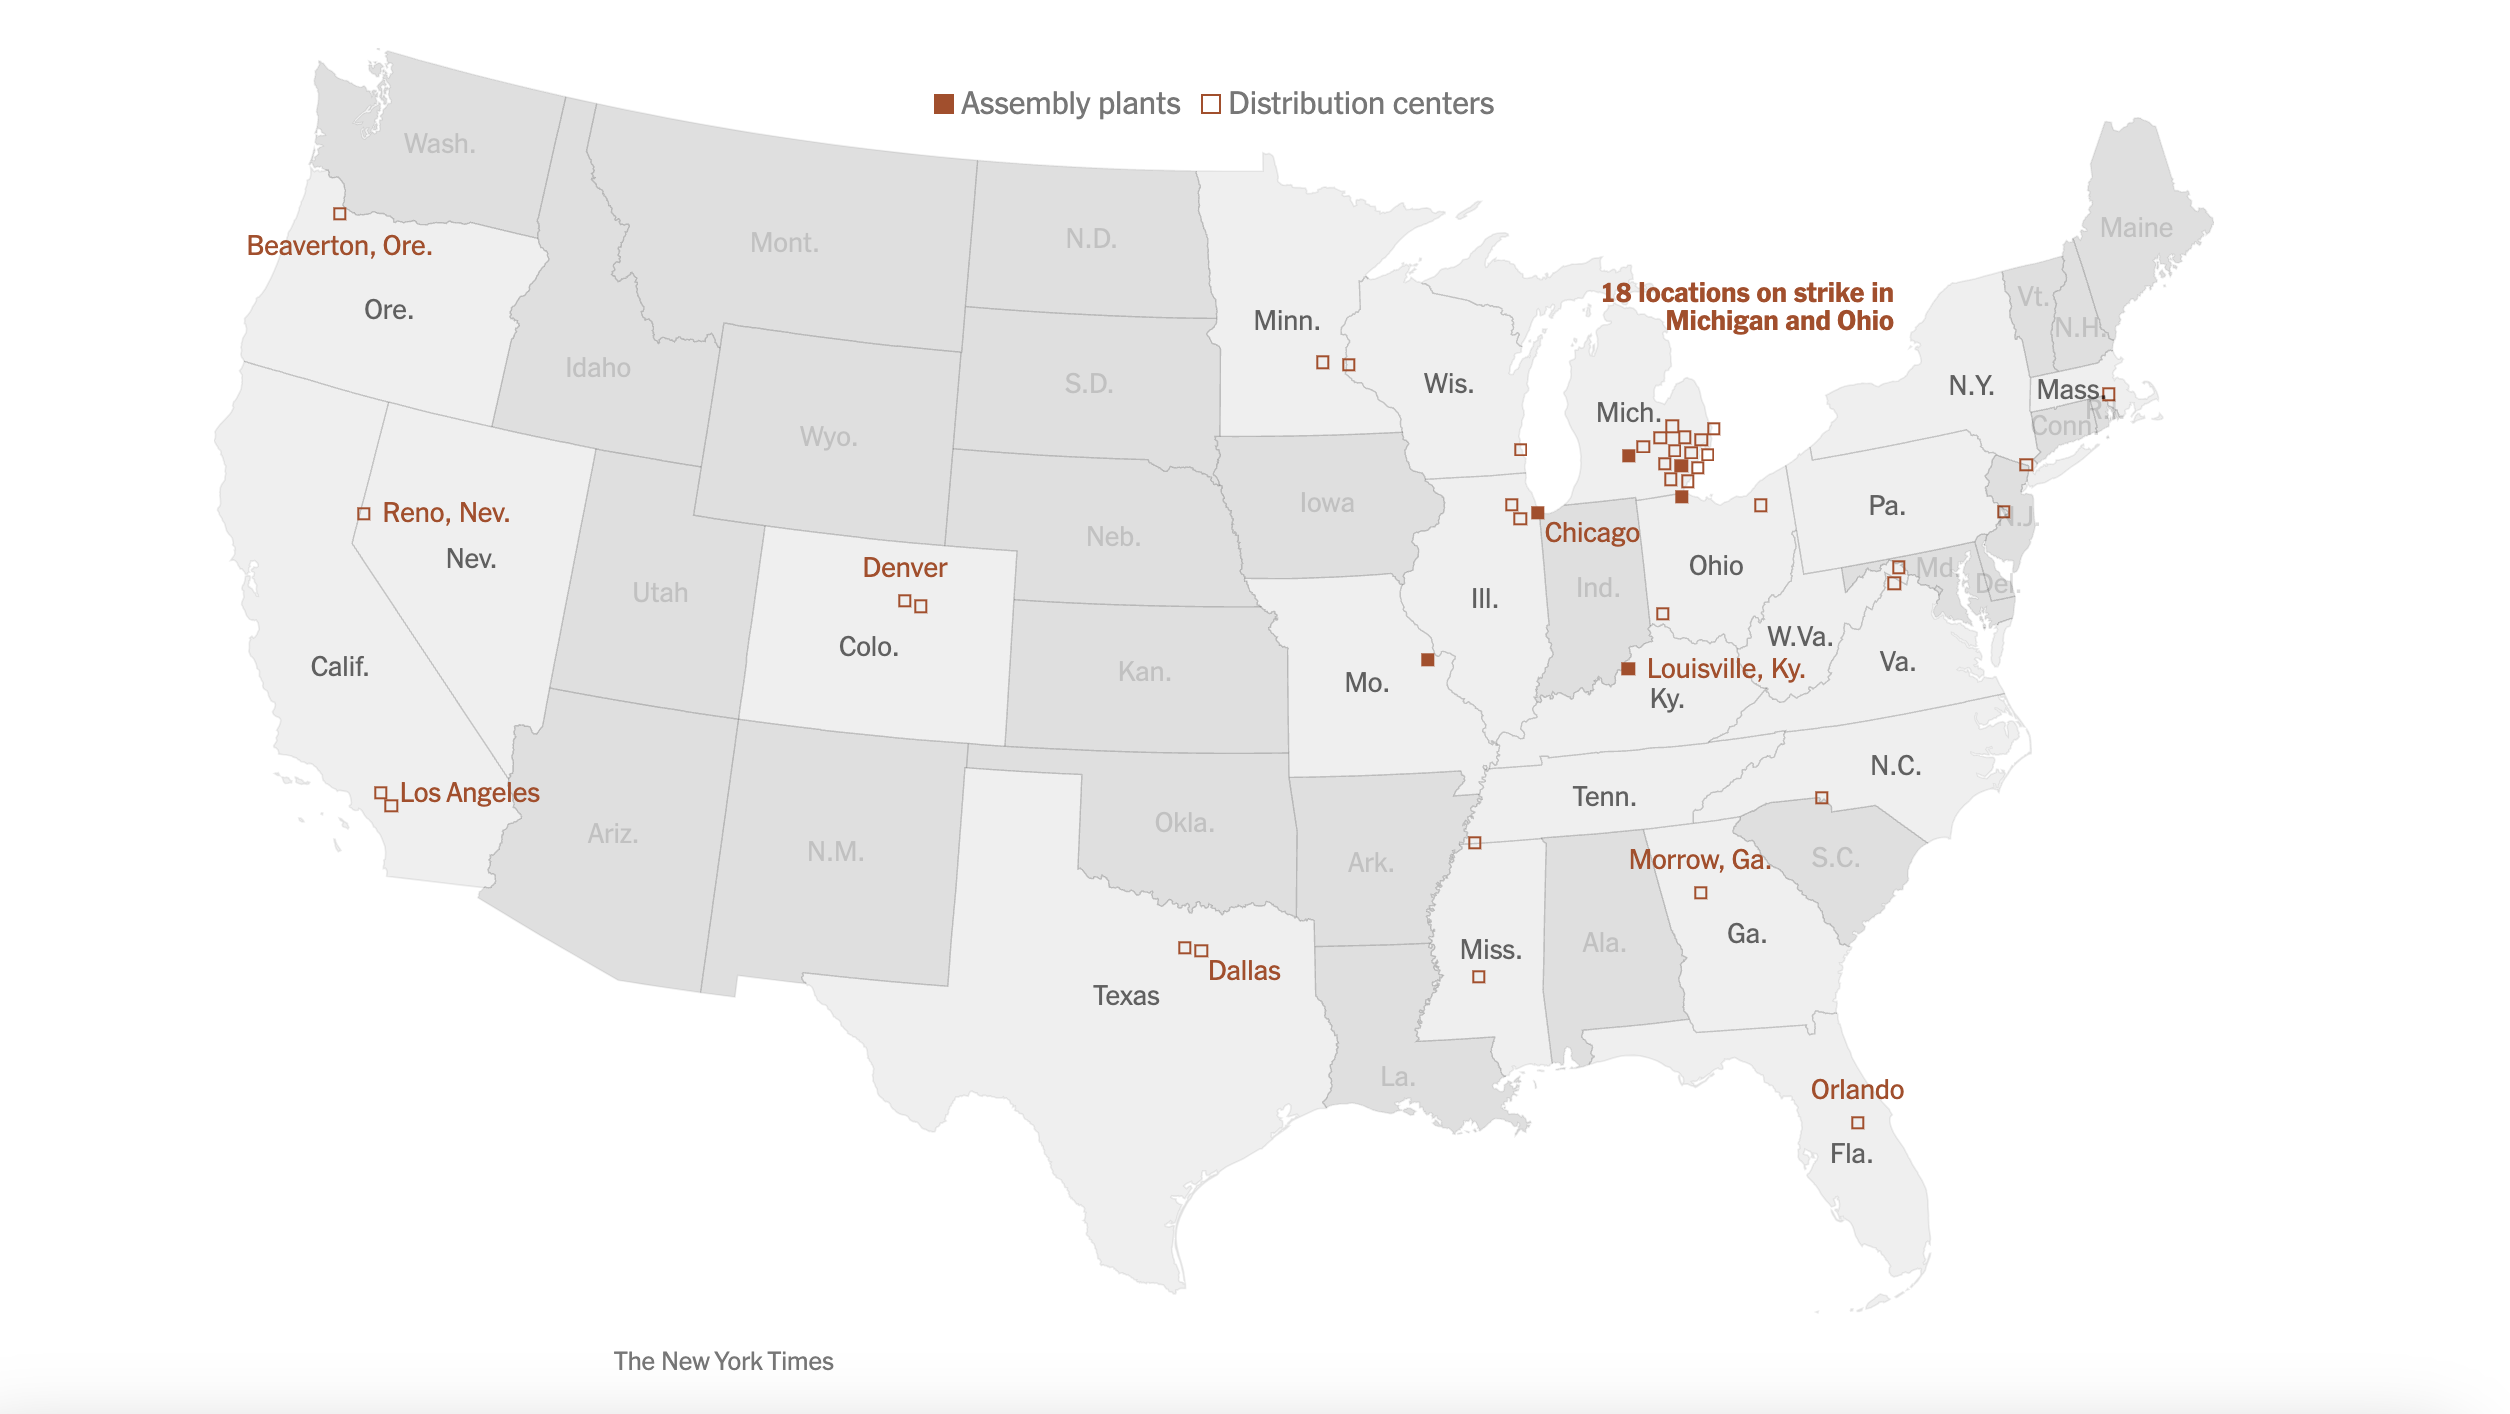 Assembly plants
Distribution centers
Wash.
Maine
Mont.
N.D.
Beaverton, Ore.
Vt.
18 locations on strike in
Michigan and Ohio
Ore.
Minn.
N.H.
Idaho
S.D.
Wis.
N.Y.
Mass.
R.I.
Mich.
Conn.
Wyo.
Iowa
Pa.
Reno, Nev.
N.J.
Chicago
Neb.
Nev.
Denver
Ohio
Md.
Del.
Utah
Ill.
Ind.
Colo.
W.Va.
Va.
Calif.
Kan.
Mo.
Louisville, Ky.
Ky.
N.C.
Los Angeles
Tenn.
Okla.
Ariz.
N.M.
Ark.
Morrow, Ga.
S.C.
Ga.
Miss.
Ala.
Dallas
Texas
La.
Orlando
Fla.
The New York Times